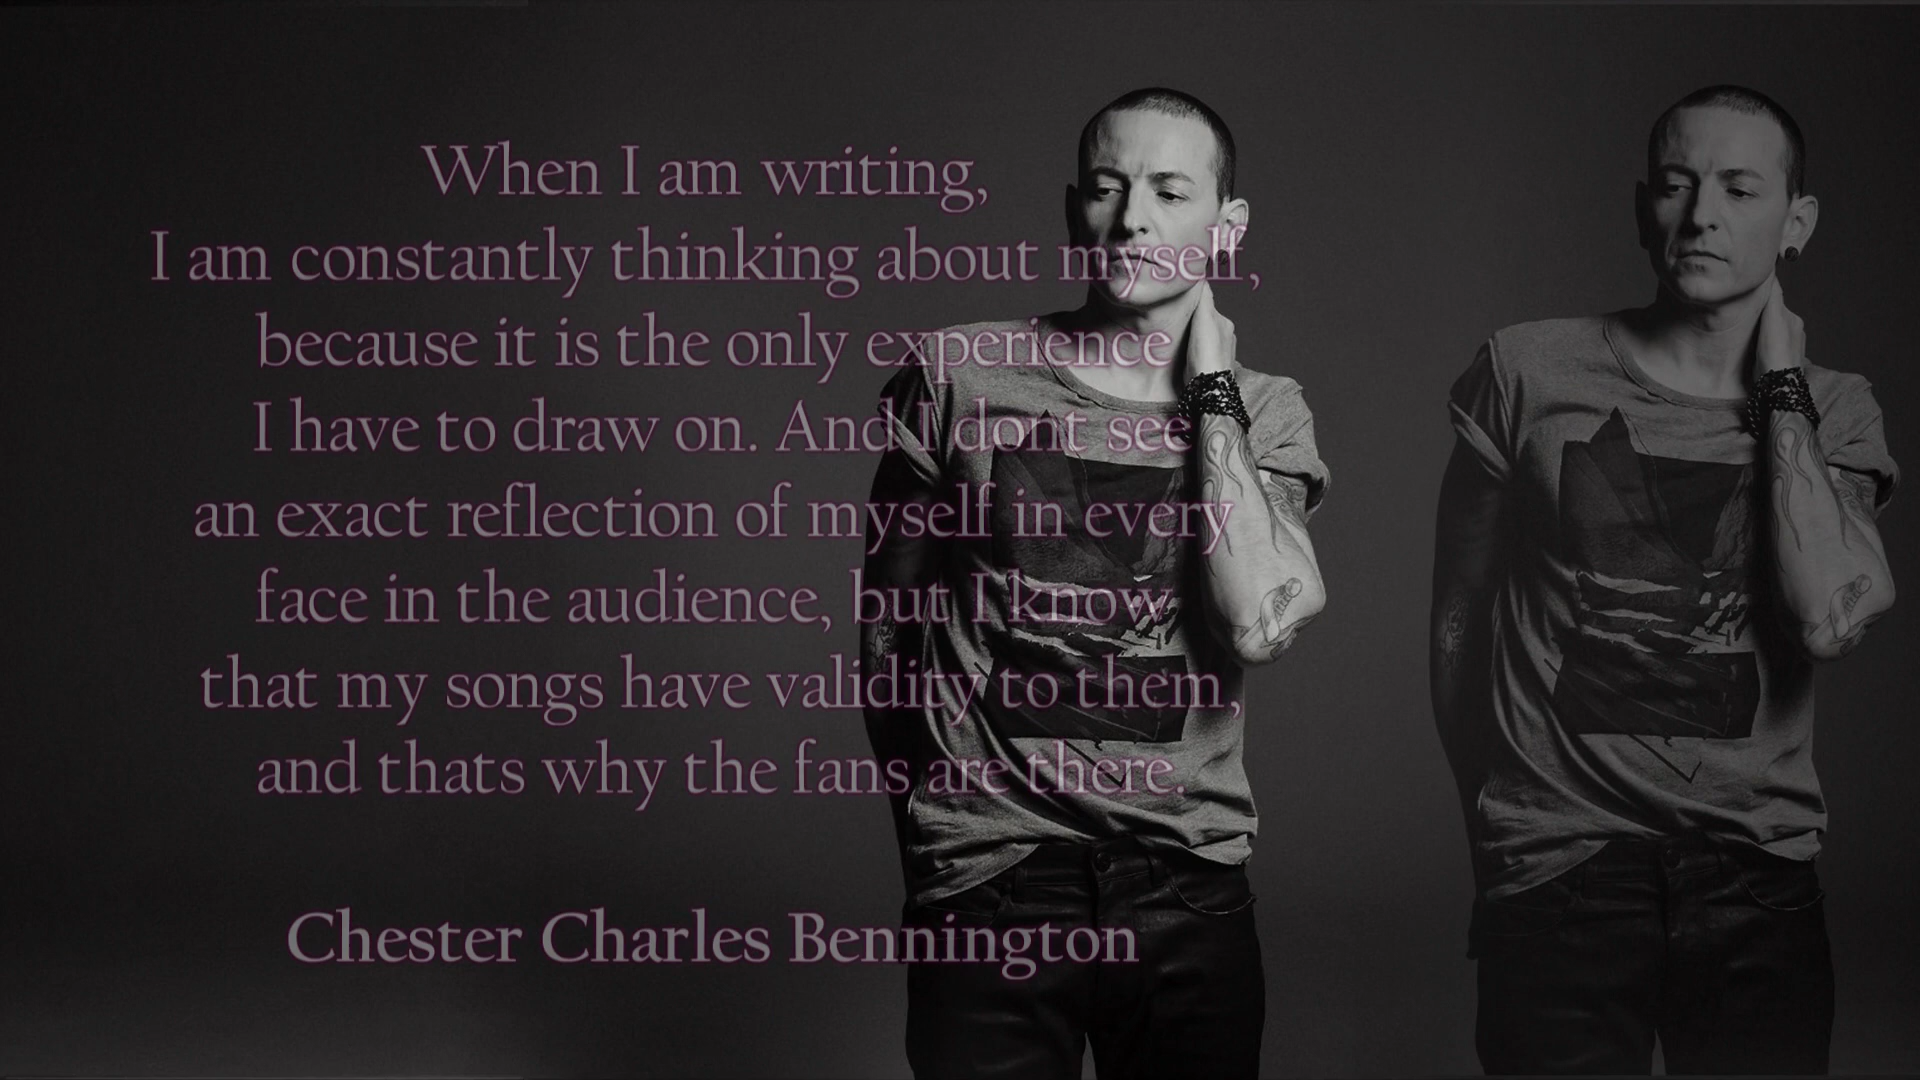 When I am writing,
I am constantly thinking about myself,
because it is the only experience
I have to draw on. And I dont see
an exact reflection of myself in every
face in the audience, but I know
that my songs have validity to them,
and thats why the fans are there.
Chester Charles Bennington